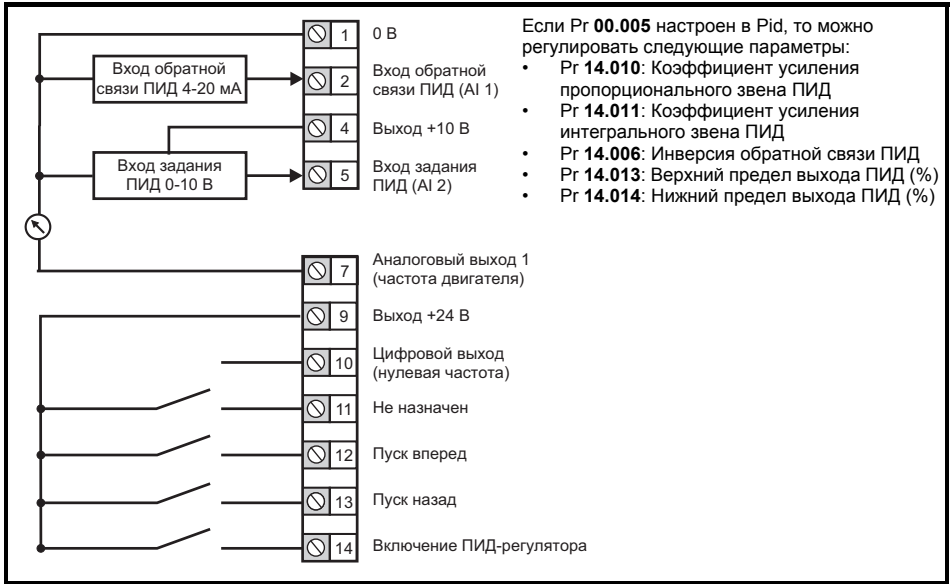 1
0 В
Вход обратной
связи ПИД 4-20 мА
2
Вход обратной
связи ПИД (AI 1)
4
Выход +10 В
Вход задания
ПИД 0-10 В
5
Вход задания
ПИД (AI 2)
7
Аналоговый выход 1
(частота двигателя)
9
Выход +24 В
10
Цифровой выход
(нулевая частота)
11
Не назначен
12
Пуск вперед
13
Пуск назад
14
Включение ПИД-регулятора
Если Pr 00.005 настроен в Pid, то можно
регулировать следующие параметры:
• Pr 14.010: Коэффициент усиления
пропорционального звена ПИД
• Pr 14.011: Коэффициент усиления
интегрального звена ПИД
• Pr 14.006: Инверсия обратной связи ПИД
• Pr 14.013: Верхний предел выхода ПИД (%)
• Pr 14.014: Нижний предел выхода ПИД (%)